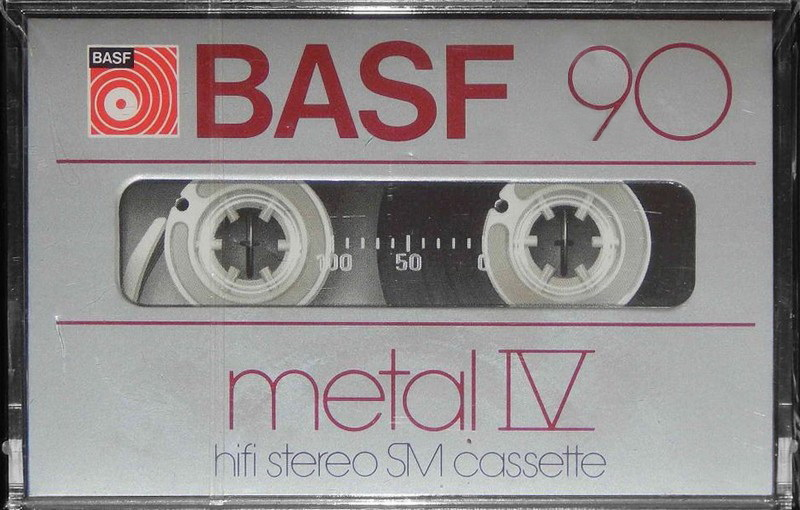 BASF
BASF 90
100 50 0
metal IV
hifi stereo SM cassette